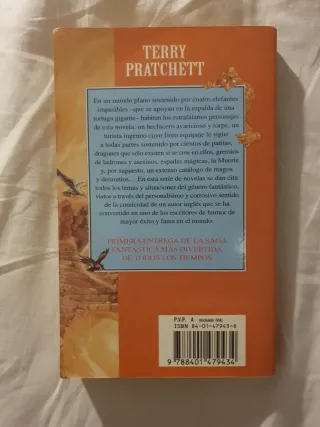 TERRY
PRATCHETT
En un mundo plano sostenido por cuatro elefantes
impasibles -que se apoyan en la espalda de una
tortuga gigante- habitan los estrafalarios personajes
de esta novela: un hechicero avaricioso y torpe, un
turista ingenuo cuyo fiero equipaje le sigue
a todas partes sostenido por cientos de patitas,
dragones que sólo existen si se cree en ellos, gremios
de ladrones y asesinos, espadas mágicas, la Muerte
y, por supuesto, un extenso catálogo de magos
y demonios... En esta serie de novelas se dan cita
todos los temas y situaciones del género fantástico,
vistos a través del personalísimo y corrosivo sentido
de la comicidad de un autor inglés que se ha
convertido en uno de los escritores de humor de
mayor éxito y fama en el mundo.
PRIMERA ENTREGA DE LA SAGA
FANTÁSTICA MÁS DIVERTIDA
DE TODOS LOS TIEMPOS
P.V.P. A (incluido IVA)
ISBN 84-01-47943-6
9 788401 479434